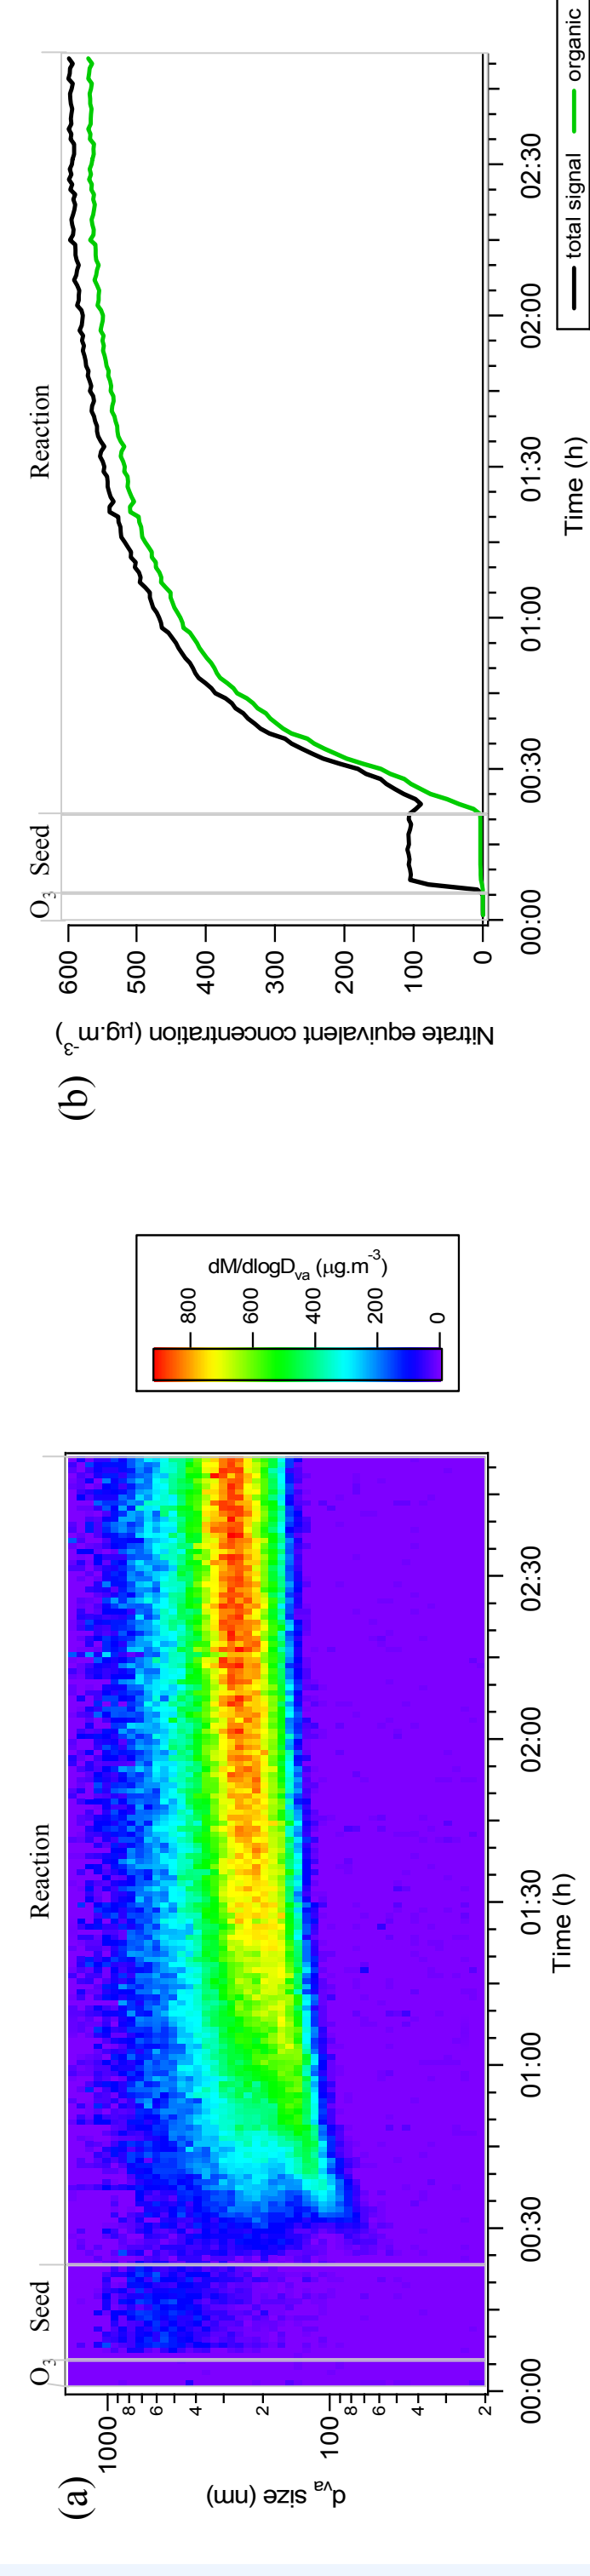 (a)
O3 Seed Reaction
dva size (nm)
1000
8
6
4
2
100
8
6
4
2
00:00 00:30 01:00 01:30 02:00 02:30
Time (h)
800
600
400
200
0
dM/dlogDva (μg.m-3)
(b)
O3 Seed Reaction
Nitrate equivalent concentration (μg.m-3)
600
500
400
300
200
100
0
00:00 00:30 01:00 01:30 02:00 02:30
Time (h)
total signal organic